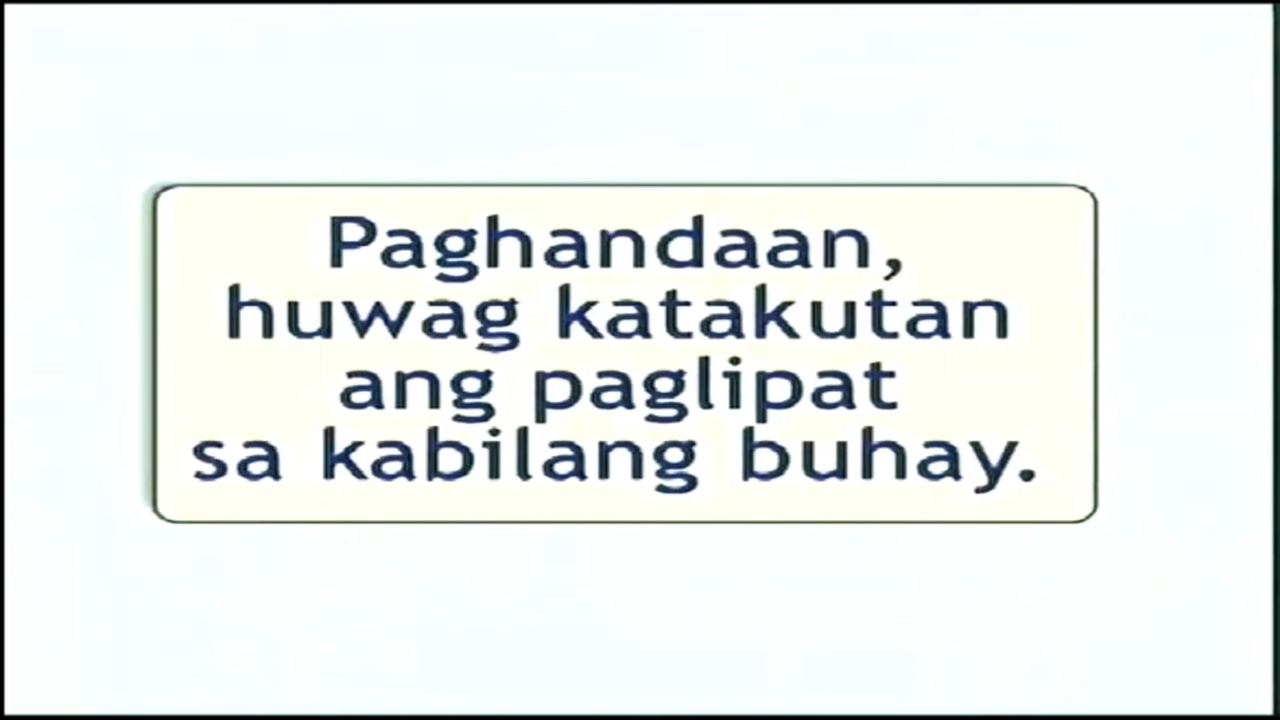 Paghandaan,
huwag katakutan
ang paglipat
sa kabilang buhay.